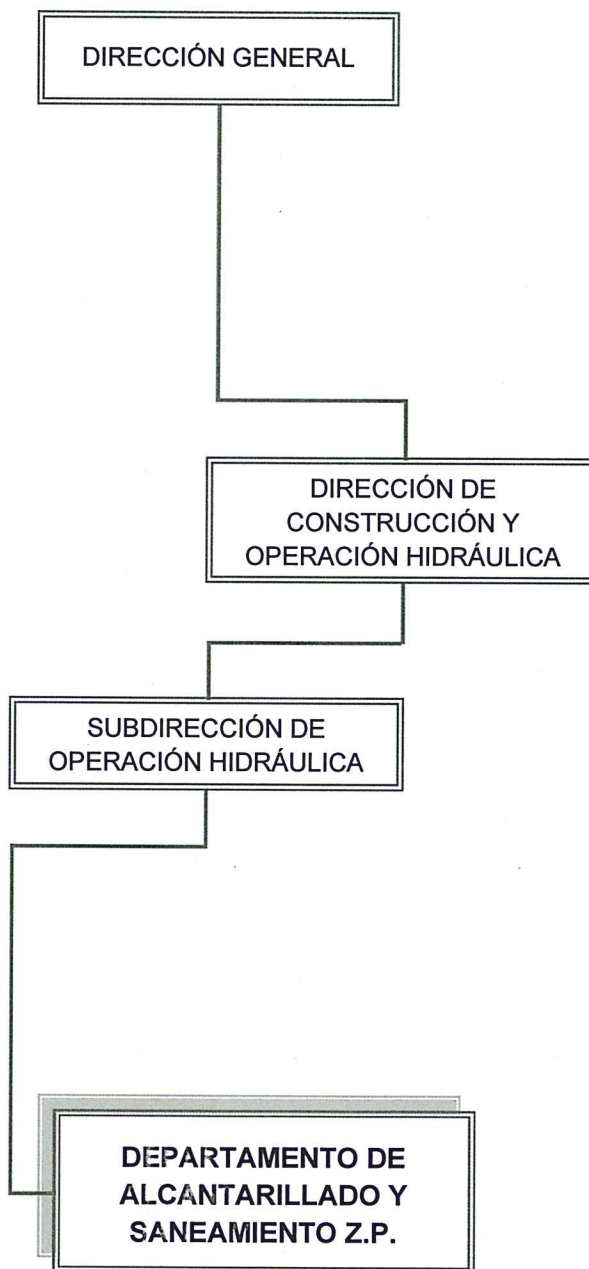 DIRECCIÓN GENERAL
DIRECCIÓN DE
CONSTRUCCIÓN Y
OPERACIÓN HIDRÁULICA
SUBDIRECCIÓN DE
OPERACIÓN HIDRÁULICA
DEPARTAMENTO DE
ALCANTARILLADO Y
SANEAMIENTO Z.P.